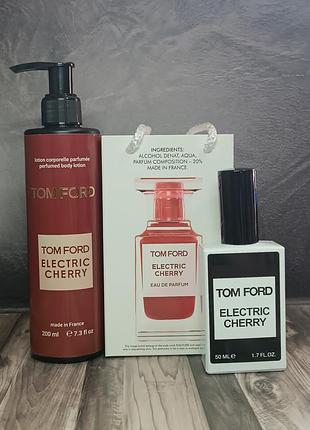 lotion corporelle parfumée
perfumed body lotion
TOM FORD
TOM FORD
ELECTRIC
CHERRY
made in France
200 ml ℮ 7.3 fl oz
INGREDIENTS:
ALCOHOL DENAT, AQUA,
PARFUM COMPOSITION – 20%
MADE IN FRANCE.
TOM FORD
ELECTRIC
CHERRY
EAU DE PARFUM
TOM FORD
ELECTRIC
CHERRY
50 ML ℮ 1.7 FL.OZ.